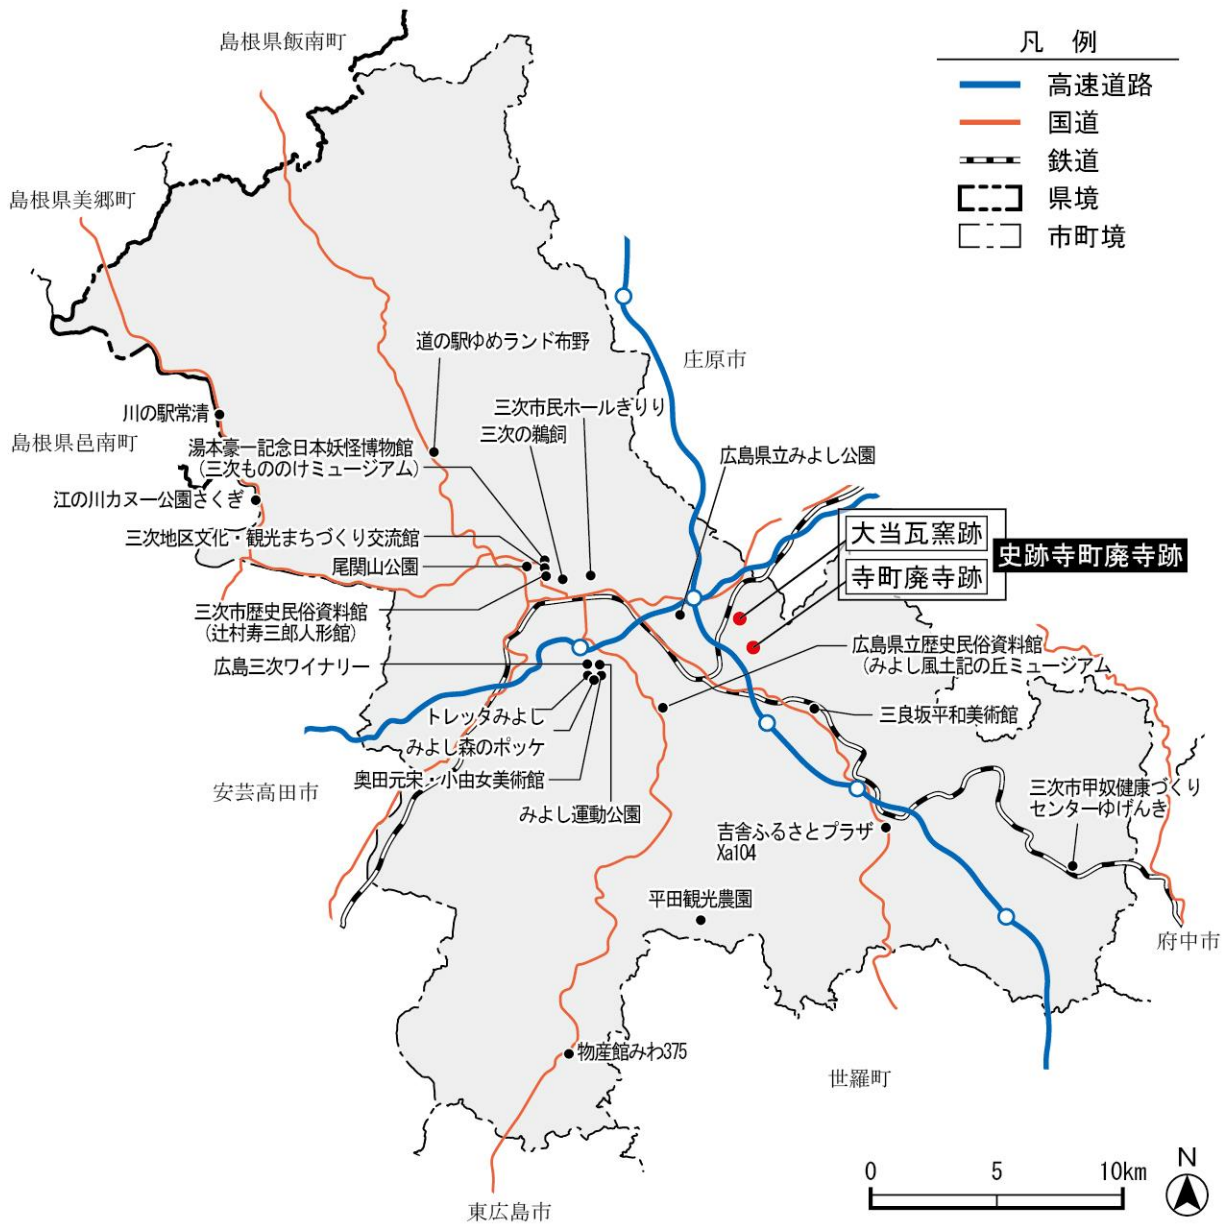 島根県飯南町
凡 例
高速道路
国道
鉄道
県境
市町境
島根県美郷町
道の駅ゆめランド布野
庄原市
川の駅常清
三次市民ホールきりり
島根県邑南町
三次の鵜飼
湯本豪一記念日本妖怪博物館
(三次もののけミュージアム)
広島県立みよし公園
江の川カヌー公園さくぎ
三次地区文化・観光まちづくり交流館
大当瓦窯跡
史跡寺町廃寺跡
尾関山公園
寺町廃寺跡
三次市歴史民俗資料館
(辻村寿三郎人形館)
広島県立歴史民俗資料館
(みよし風土記の丘ミュージアム
広島三次ワイナリー
トレッタみよし
三良坂平和美術館
みよし森のポッケ
奥田元宋・小由女美術館
安芸高田市
三次市甲奴健康づくり
センターゆげんき
みよし運動公園
吉舎ふるさとプラザ
Xa104
平田観光農園
府中市
物産館みわ375
世羅町
東広島市
0 5 10km
N